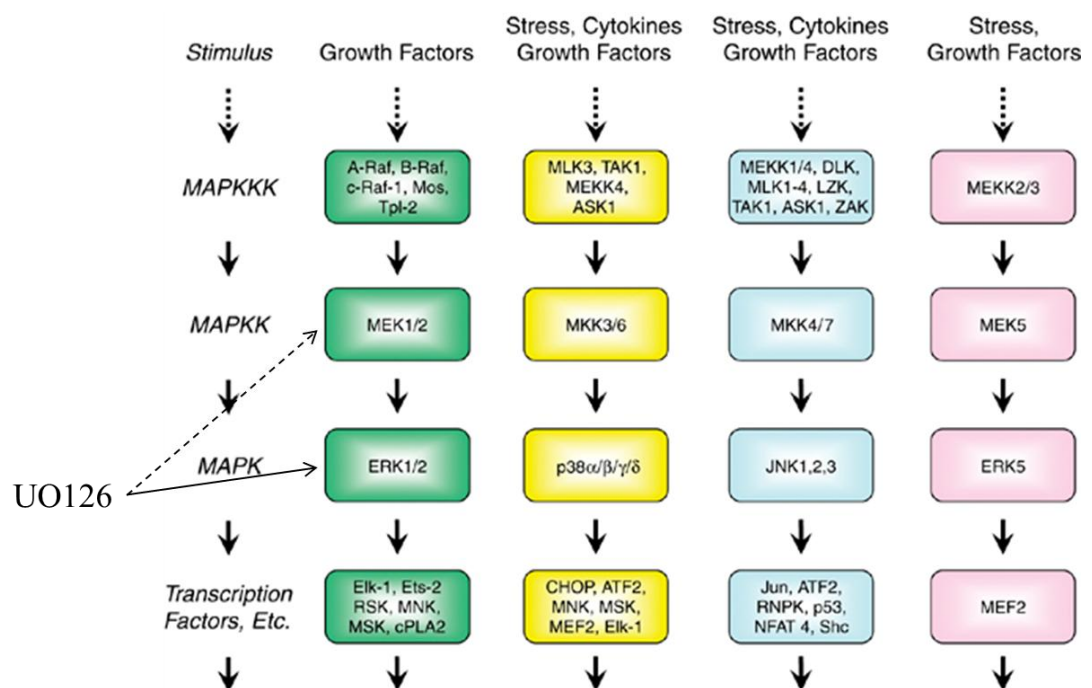 Stimulus
Growth Factors
Stress, Cytokines
Growth Factors
Stress, Cytokines
Growth Factors
Stress,
Growth Factors
MAPKKK
A-Raf, B-Raf,
c-Raf-1, Mos,
Tpl-2
MLK3, TAK1,
MEKK4,
ASK1
MEKK1/4, DLK,
MLK1-4, LZK,
TAK1, ASK1, ZAK
MEKK2/3
MAPKK
MEK1/2
MKK3/6
MKK4/7
MEK5
MAPK
ERK1/2
p38α/β/γ/δ
JNK1,2,3
ERK5
UO126
Transcription
Factors, Etc.
Elk-1, Ets-2
RSK, MNK,
MSK, cPLA2
CHOP, ATF2,
MNK, MSK,
MEF2, Elk-1
Jun, ATF2,
RNPK, p53,
NFAT 4, Shc
MEF2